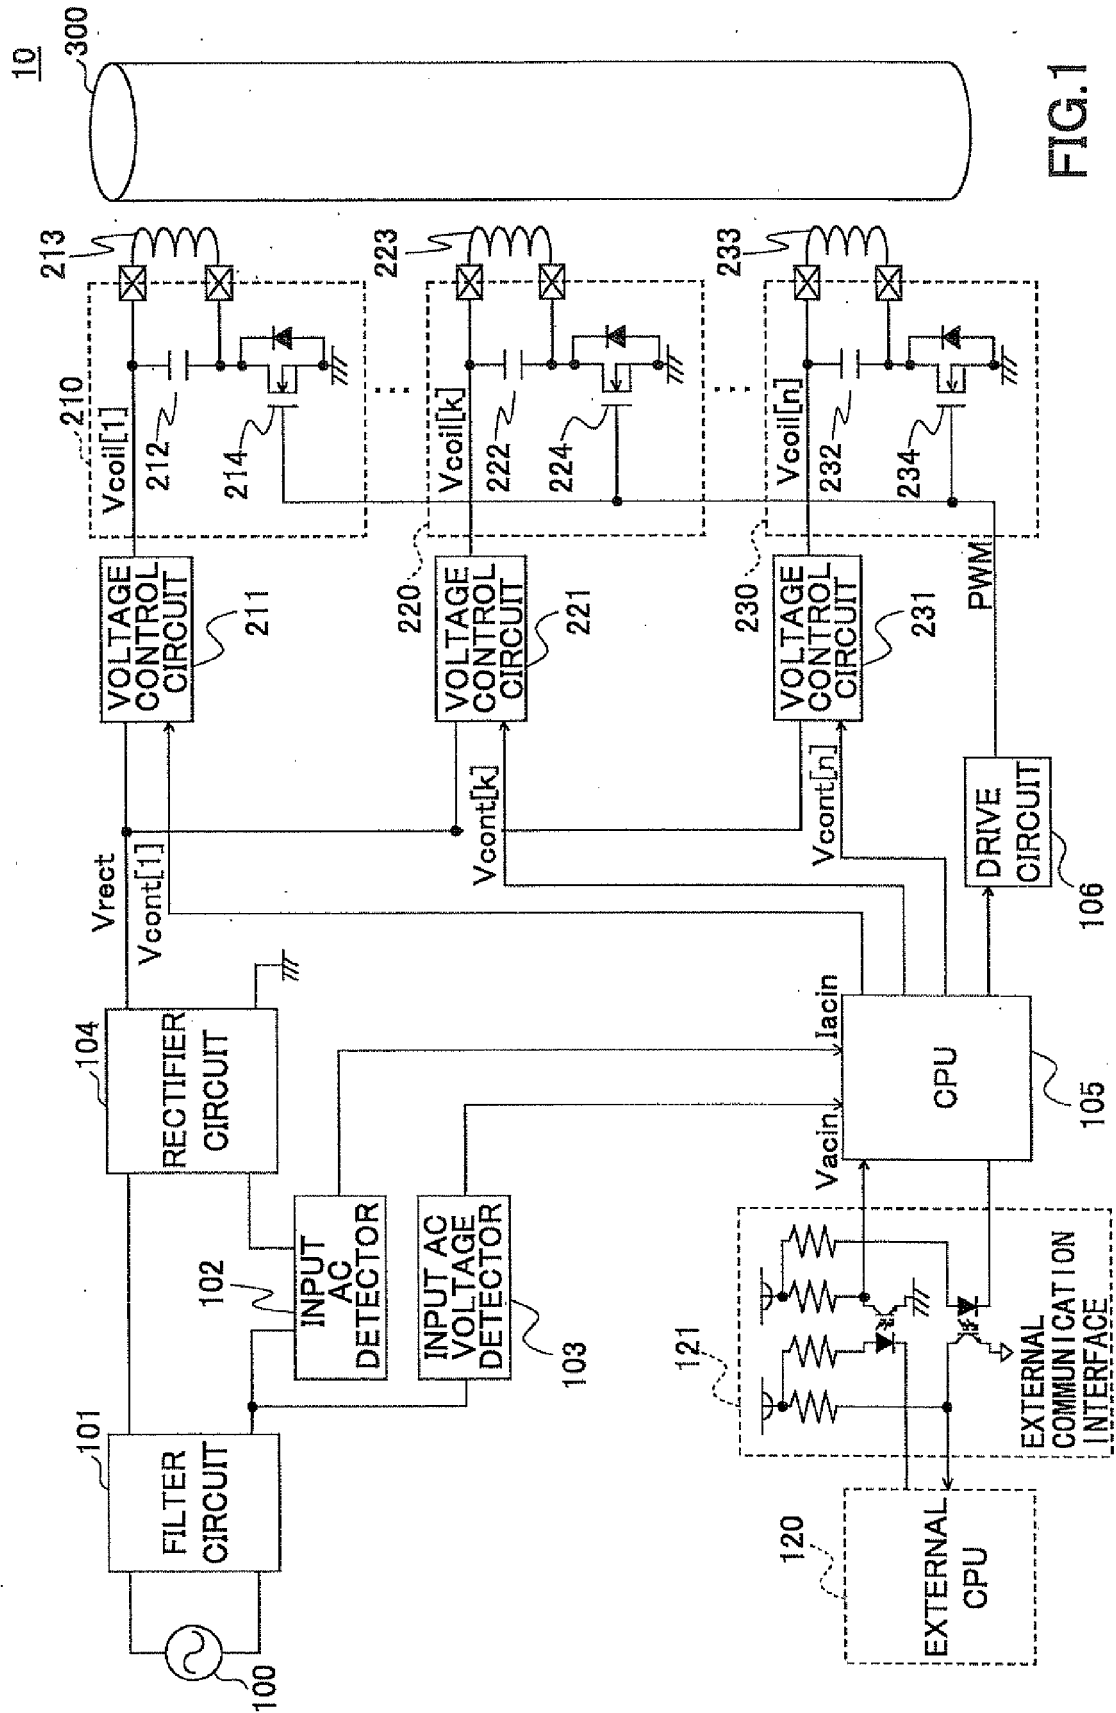 10
300
213
223
233
210
Vcoil[1]
212
214
...
Vcoil[k]
222
224
...
Vcoil[n]
232
234
VOLTAGE
CONTROL
CIRCUIT
211
220
VOLTAGE
CONTROL
CIRCUIT
221
230
VOLTAGE
CONTROL
CIRCUIT
231
PWM
Vrect
Vcont[1]
Vcont[k]
Vcont[n]
DRIVE
CIRCUIT
106
104
RECTIFIER
CIRCUIT
Iacin
Vacin
CPU
105
102
INPUT
AC
DETECTOR
INPUT AC
VOLTAGE
DETECTOR
103
101
FILTER
CIRCUIT
100
121
EXTERNAL
COMMUNICATION
INTERFACE
120
EXTERNAL
CPU
FIG.1